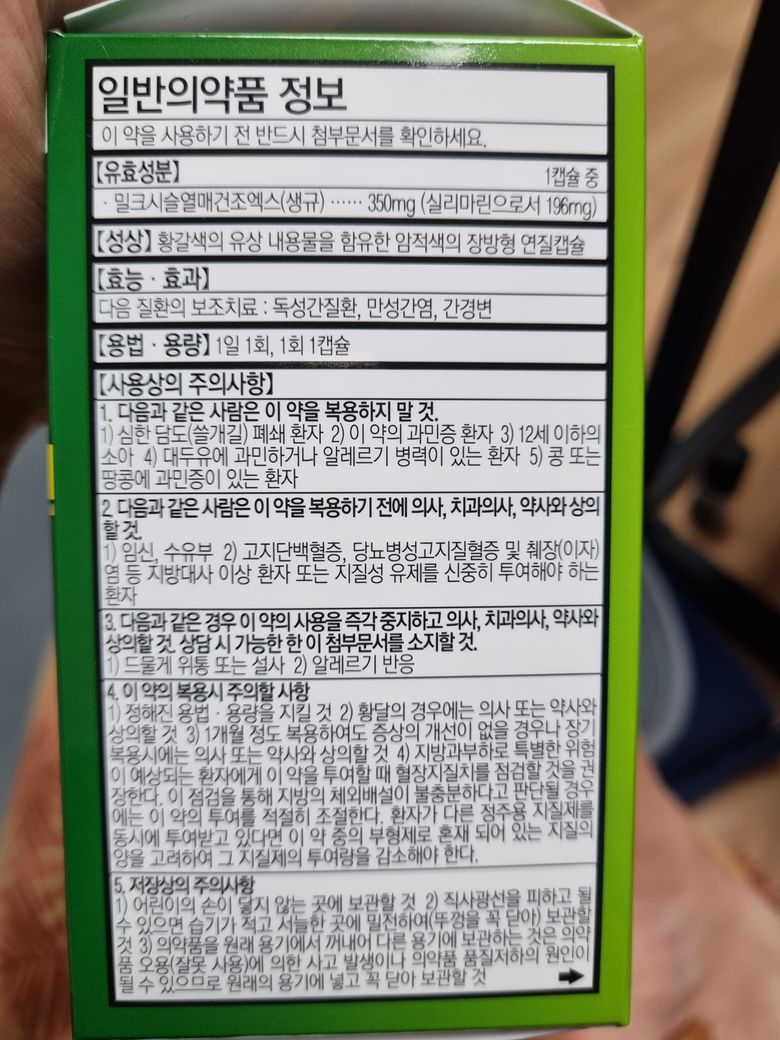 일반의약품 정보
이 약을 사용하기 전 반드시 첨부문서를 확인하세요.
【유효성분】 1캡슐 중
· 밀크시슬열매건조엑스(생규) ······ 350mg (실리마린으로서 196mg)
【성상】 황갈색의 유상 내용물을 함유한 암적색의 장방형 연질캡슐
【효능 · 효과】
다음 질환의 보조치료 : 독성간질환, 만성간염, 간경변
【용법 · 용량】 1일 1회, 1회 1캡슐
【사용상의 주의사항】
1. 다음과 같은 사람은 이 약을 복용하지 말 것.
1) 심한 담도(쓸개길) 폐쇄 환자 2) 이 약의 과민증 환자 3) 12세 이하의
소아 4) 대두유에 과민하거나 알레르기 병력이 있는 환자 5) 콩 또는
땅콩에 과민증이 있는 환자
2. 다음과 같은 사람은 이 약을 복용하기 전에 의사, 치과의사, 약사와 상의
할 것.
1) 임신, 수유부 2) 고지단백혈증, 당뇨병성고지질혈증 및 췌장(이자)
염 등 지방대사 이상 환자 또는 지질성 유제를 신중히 투여해야 하는
환자
3. 다음과 같은 경우 이 약의 사용을 즉각 중지하고 의사, 치과의사, 약사와
상의할 것. 상담 시 가능한 한 이 첨부문서를 소지할 것.
1) 드물게 위통 또는 설사 2) 알레르기 반응
4. 이 약의 복용시 주의할 사항
1) 정해진 용법 · 용량을 지킬 것 2) 황달의 경우에는 의사 또는 약사와
상의할 것 3) 1개월 정도 복용하여도 증상의 개선이 없을 경우나 장기
복용시에는 의사 또는 약사와 상의할 것 4) 지방과부하로 특별한 위험
이 예상되는 환자에게 이 약을 투여할 때 혈장지질치를 점검할 것을 권
장한다. 이 점검을 통해 지방의 체외배설이 불충분하다고 판단될 경우
에는 이 약의 투여를 적절히 조절한다. 환자가 다른 정주용 지질제를
동시에 투여받고 있다면 이 약 중의 부형제로 혼재 되어 있는 지질의
양을 고려하여 그 지질제의 투여량을 감소해야 한다.
5. 저장상의 주의사항
1) 어린이의 손이 닿지 않는 곳에 보관할 것 2) 직사광선을 피하고 될
수 있으면 습기가 적고 서늘한 곳에 밀전하여(뚜껑을 꼭 닫아) 보관할
것 3) 의약품을 원래 용기에서 꺼내어 다른 용기에 보관하는 것은 의약
품 오용(잘못 사용)에 의한 사고 발생이나 의약품 품질저하의 원인이
될 수 있으므로 원래의 용기에 넣고 꼭 닫아 보관할 것